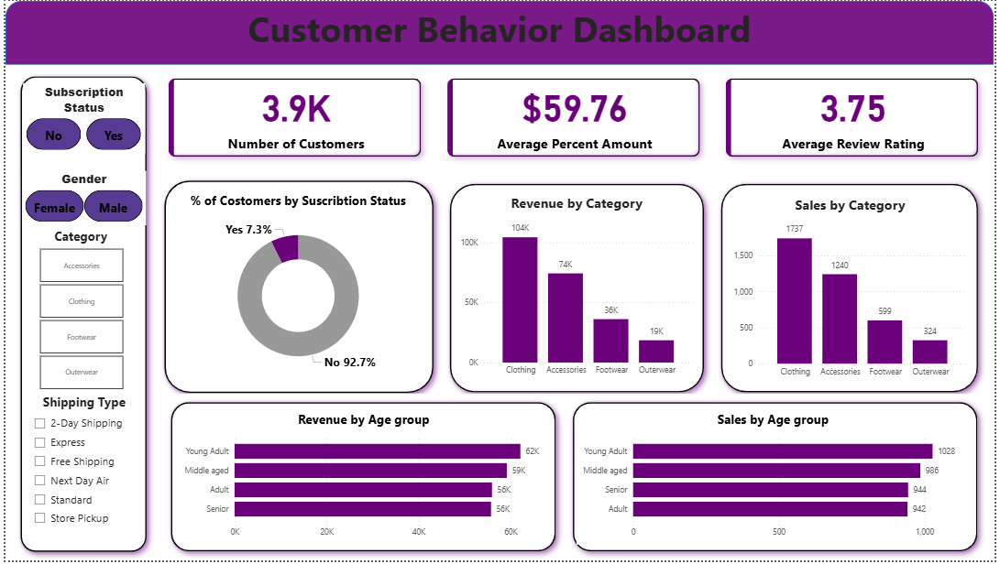 Customer Behavior Dashboard
Subscription
Status
No
Yes
Gender
Female
Male
Category
Accessories
Clothing
Footwear
Outerwear
Shipping Type
2-Day Shipping
Express
Free Shipping
Next Day Air
Standard
Store Pickup
3.9K
Number of Customers
$59.76
Average Percent Amount
3.75
Average Review Rating
% of Costomers by Suscribtion Status
Yes 7.3%
No 92.7%
Revenue by Category
104K
100K
74K
50K
36K
19K
0K
Clothing
Accessories
Footwear
Outerwear
Sales by Category
1737
1,500
1240
1,000
599
500
324
0
Clothing
Accessories
Footwear
Outerwear
Revenue by Age group
Young Adult
62K
Middle aged
59K
Adult
56K
Senior
56K
0K
20K
40K
60K
Sales by Age group
Young Adult
1028
Middle aged
986
Senior
944
Adult
942
0
500
1,000